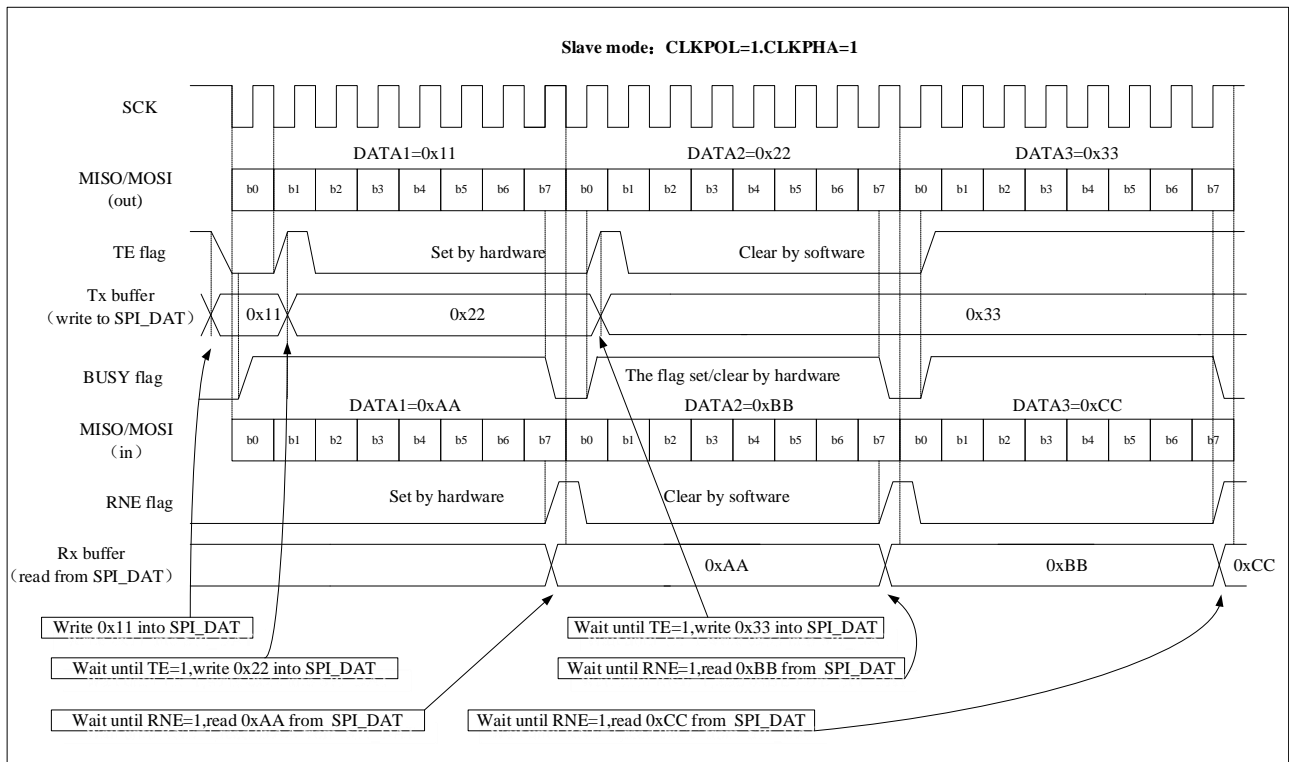 Slave mode：CLKPOL=1.CLKPHA=1
SCK
DATA1=0x11 DATA2=0x22 DATA3=0x33
MISO/MOSI
(out)
b0 b1 b2 b3 b4 b5 b6 b7 b0 b1 b2 b3 b4 b5 b6 b7 b0 b1 b2 b3 b4 b5 b6 b7
TE flag Set by hardware Clear by software
Tx buffer
（write to SPI_DAT）
0x11 0x22 0x33
BUSY flag The flag set/clear by hardware
DATA1=0xAA DATA2=0xBB DATA3=0xCC
MISO/MOSI
（in）
b0 b1 b2 b3 b4 b5 b6 b7 b0 b1 b2 b3 b4 b5 b6 b7 b0 b1 b2 b3 b4 b5 b6 b7
RNE flag Set by hardware Clear by software
Rx buffer
（read from SPI_DAT）
0xAA 0xBB 0xCC
Write 0x11 into SPI_DAT
Wait until TE=1,write 0x33 into SPI_DAT
Wait until TE=1,write 0x22 into SPI_DAT
Wait until RNE=1,read 0xBB from SPI_DAT
Wait until RNE=1,read 0xAA from SPI_DAT
Wait until RNE=1,read 0xCC from SPI_DAT